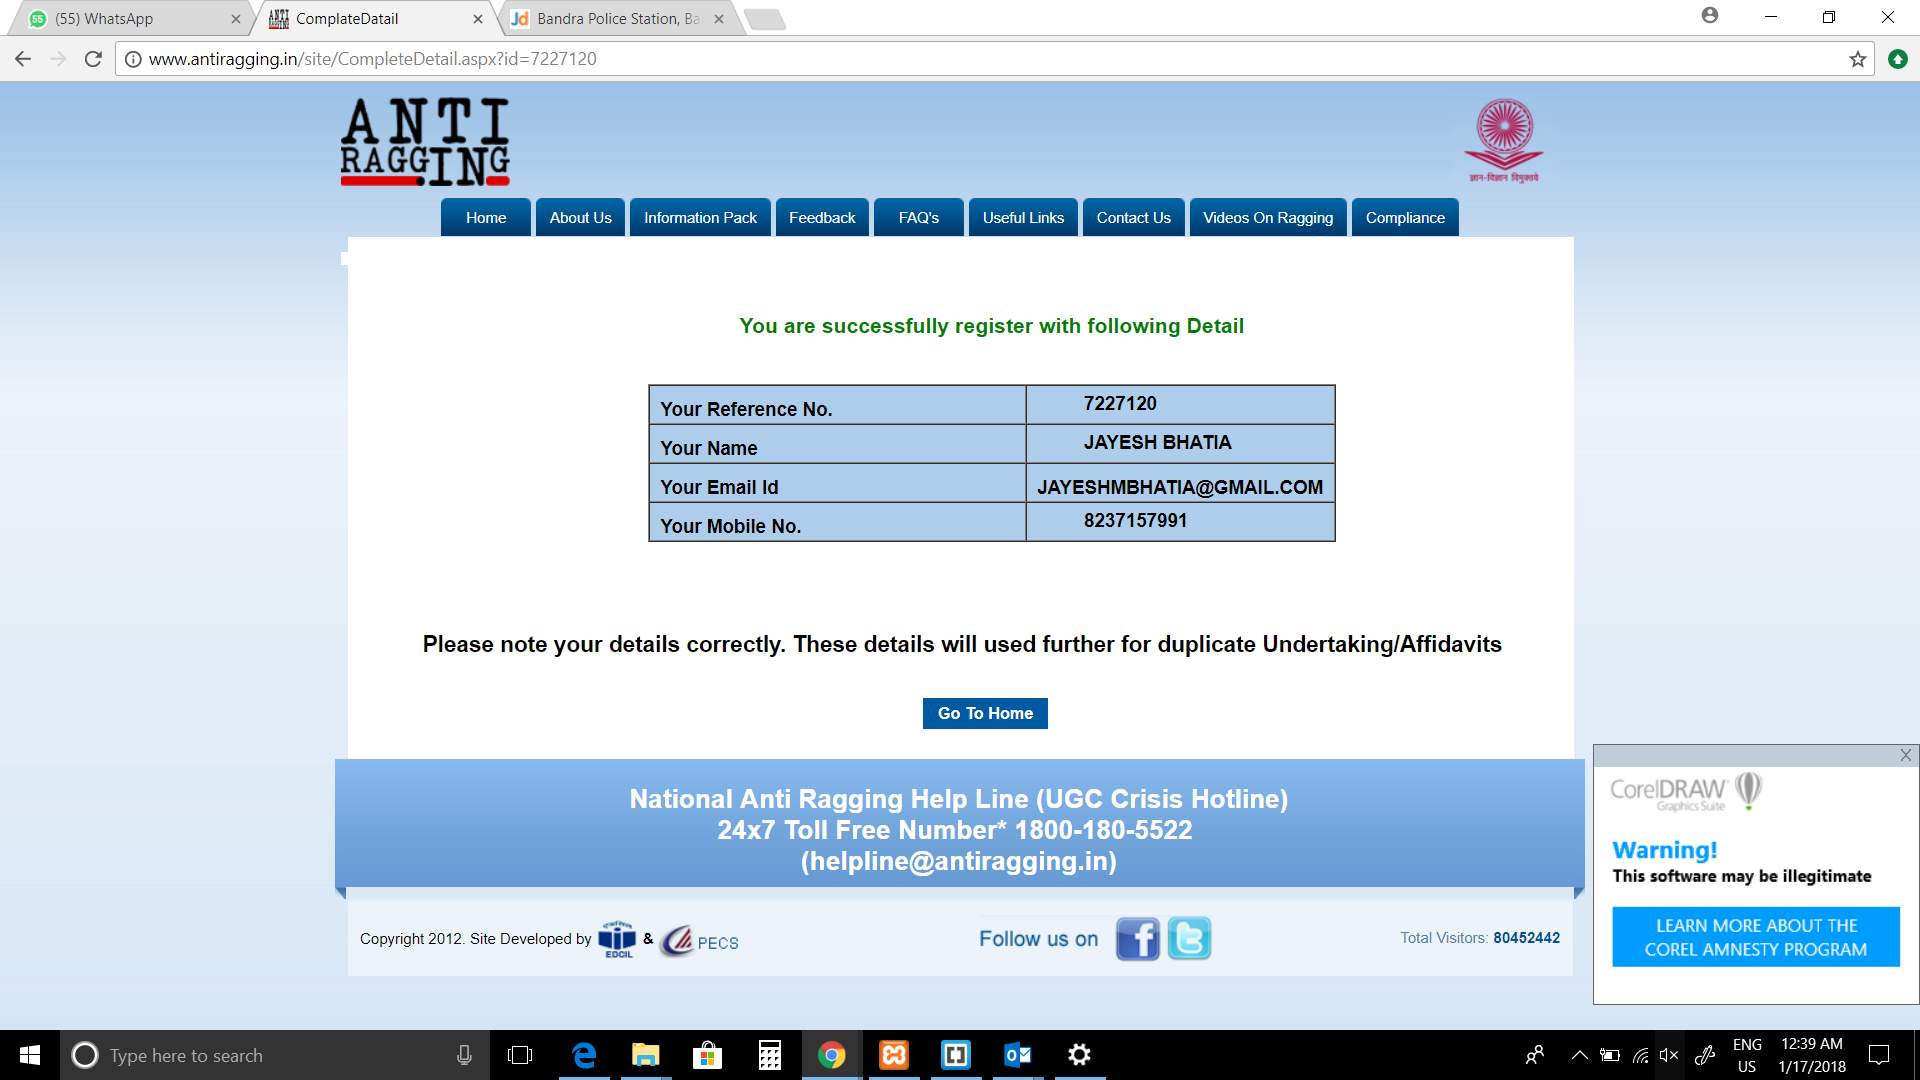 (55) WhatsApp
ComplateDatail
Bandra Police Station, Ba
www.antiragging.in/site/CompleteDetail.aspx?id=7227120
ANTI
RAGGING
ज्ञान-विज्ञान विमुक्तये
Home
About Us
Information Pack
Feedback
FAQ's
Useful Links
Contact Us
Videos On Ragging
Compliance
You are successfully register with following Detail
Your Reference No. 7227120
Your Name JAYESH BHATIA
Your Email Id JAYESHMBHATIA@GMAIL.COM
Your Mobile No. 8237157991
Please note your details correctly. These details will used further for duplicate Undertaking/Affidavits
Go To Home
National Anti Ragging Help Line (UGC Crisis Hotline)
24x7 Toll Free Number* 1800-180-5522
(helpline@antiragging.in)
Copyright 2012. Site Developed by EDCIL & PECS
Follow us on
Total Visitors: 80452442
X
CorelDRAW
Graphics Suite
Warning!
This software may be illegitimate
LEARN MORE ABOUT THE
COREL AMNESTY PROGRAM
Type here to search
ENG
US
12:39 AM
1/17/2018